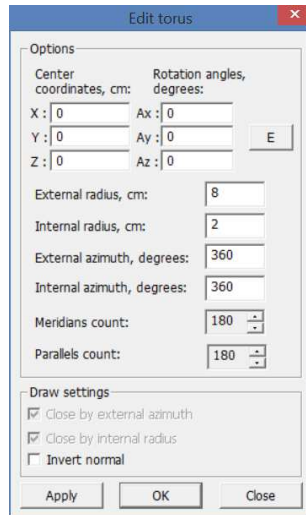 Edit torus
×
Options
Center coordinates, cm:
Rotation angles, degrees:
X : 0 Ax : 0
Y : 0 Ay : 0 E
Z : 0 Az : 0
External radius, cm: 8
Internal radius, cm: 2
External azimuth, degrees: 360
Internal azimuth, degrees: 360
Meridians count: 180
Parallels count: 180
Draw settings
Close by external azimuth
Close by internal radius
Invert normal
Apply OK Close